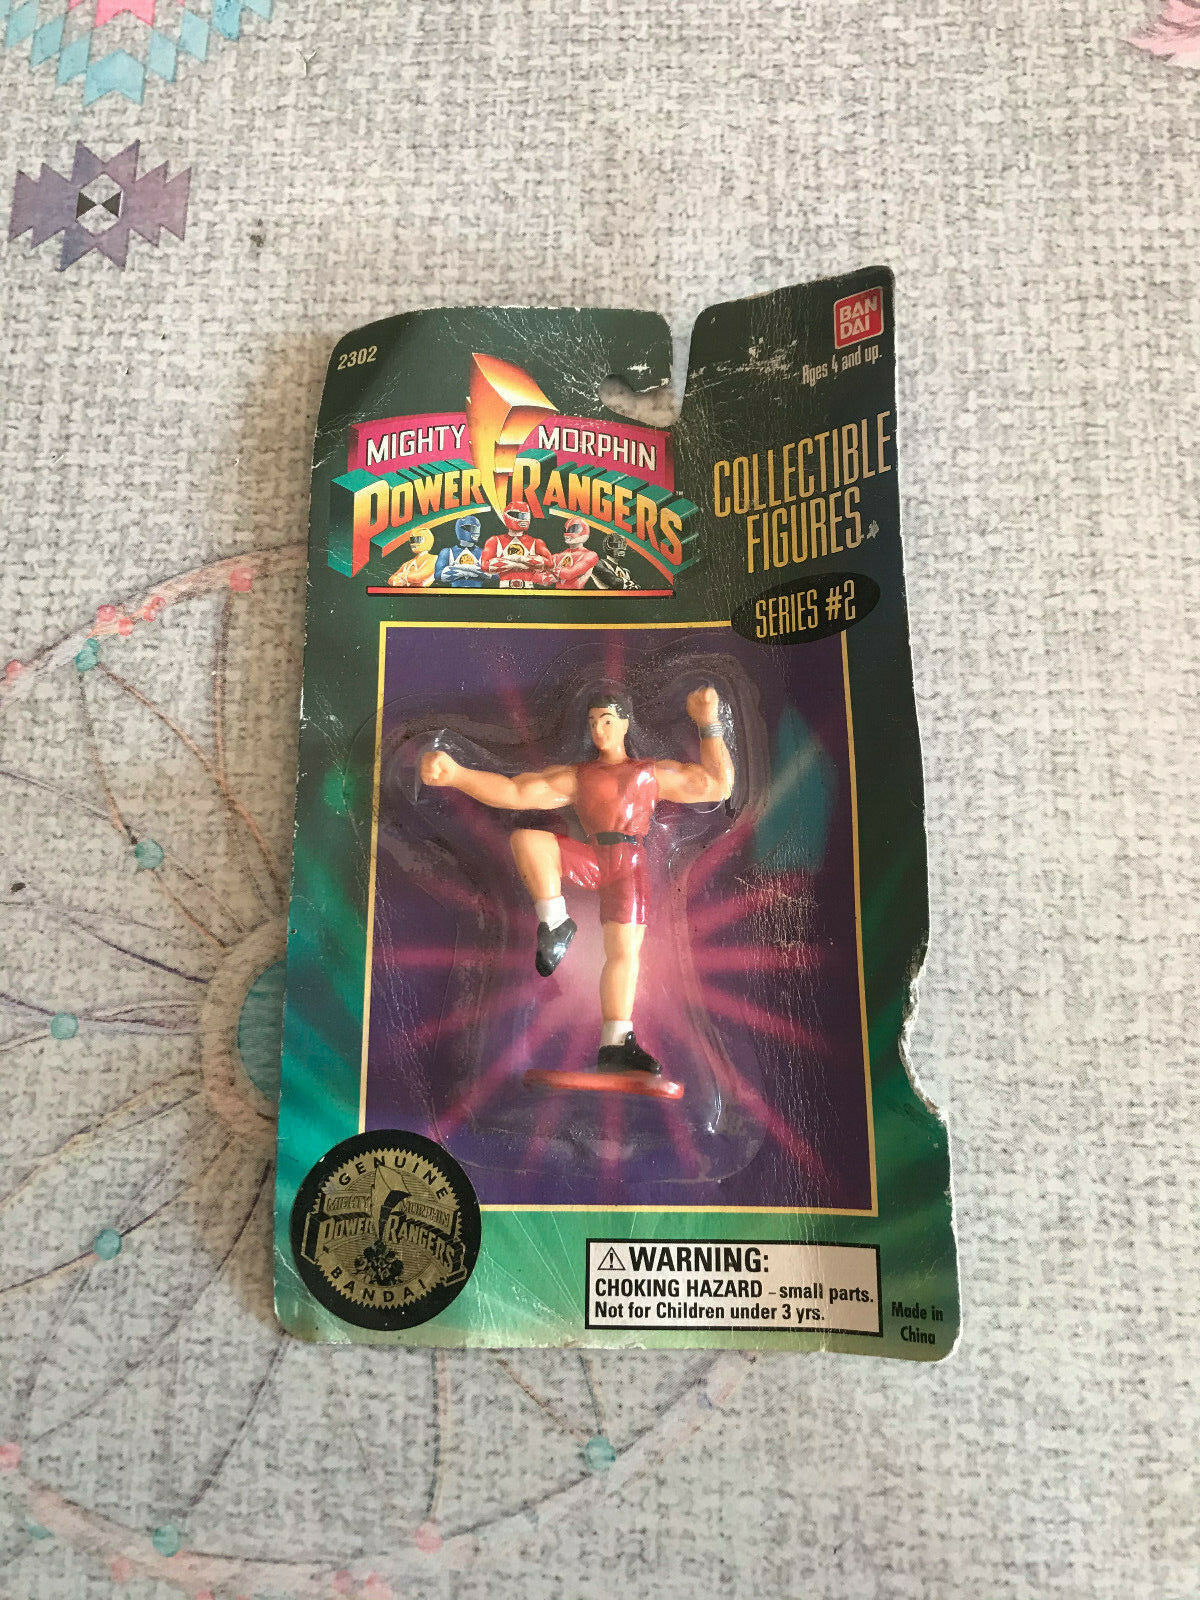 2302
BAN
DAI
Ages 4 and up.
MIGHTY MORPHIN
POWER RANGERS™
COLLECTIBLE
FIGURES
SERIES #2
GENUINE
MIGHTY MORPHIN
POWER RANGERS
BANDAI
⚠ WARNING:
CHOKING HAZARD – small parts.
Not for Children under 3 yrs.
Made in
China